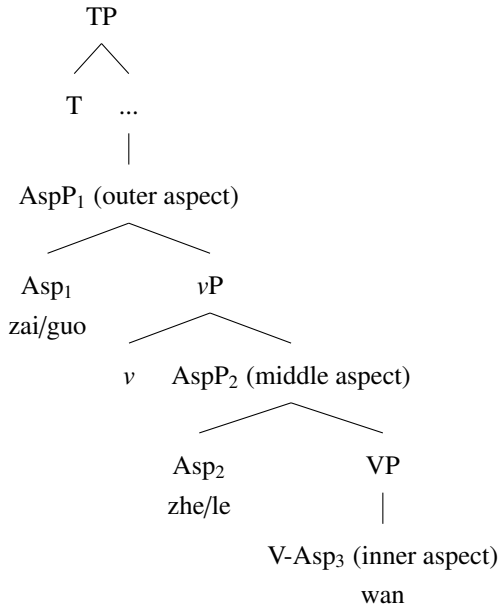 TP
T ...
AspP₁ (outer aspect)
Asp₁ vP
zai/guo
v AspP₂ (middle aspect)
Asp₂ VP
zhe/le
V-Asp₃ (inner aspect)
wan